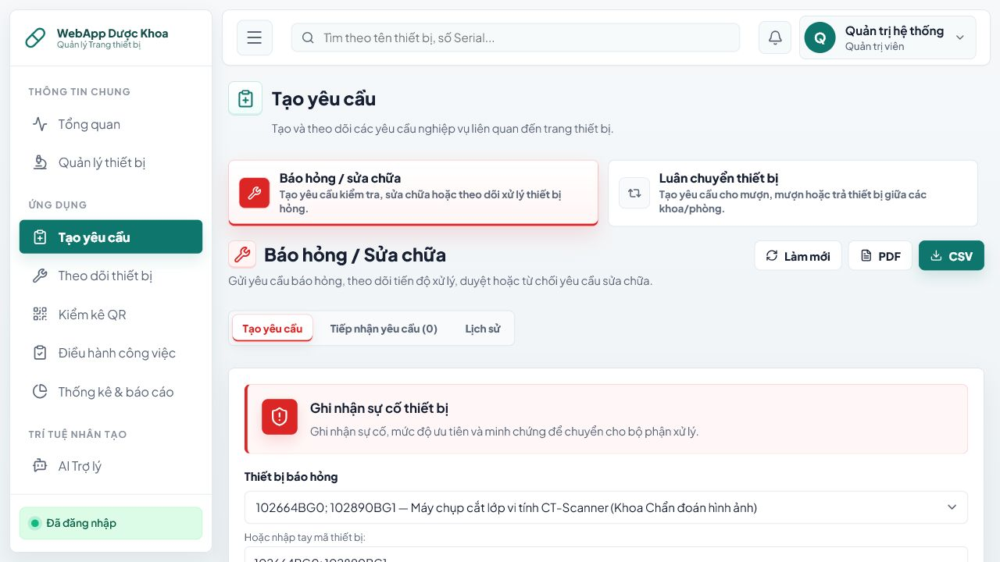 WebApp Dược Khoa
Quản lý Trang thiết bị
THÔNG TIN CHUNG
Tổng quan
Quản lý thiết bị
ỨNG DỤNG
Tạo yêu cầu
Theo dõi thiết bị
Kiểm kê QR
Điều hành công việc
Thống kê & báo cáo
TRÍ TUỆ NHÂN TẠO
AI Trợ lý
Đã đăng nhập
Tìm theo tên thiết bị, số Serial...
Q
Quản trị hệ thống
Quản trị viên
Tạo yêu cầu
Tạo và theo dõi các yêu cầu nghiệp vụ liên quan đến trang thiết bị.
Báo hỏng / sửa chữa
Tạo yêu cầu kiểm tra, sửa chữa hoặc theo dõi xử lý thiết bị
hỏng.
Luân chuyển thiết bị
Tạo yêu cầu cho mượn, mượn hoặc trả thiết bị giữa các
khoa/phòng.
Báo hỏng / Sửa chữa
Làm mới
PDF
CSV
Gửi yêu cầu báo hỏng, theo dõi tiến độ xử lý, duyệt hoặc từ chối yêu cầu sửa chữa.
Tạo yêu cầu
Tiếp nhận yêu cầu (0)
Lịch sử
Ghi nhận sự cố thiết bị
Ghi nhận sự cố, mức độ ưu tiên và minh chứng để chuyển cho bộ phận xử lý.
Thiết bị báo hỏng
102664BG0; 102890BG1 — Máy chụp cắt lớp vi tính CT-Scanner (Khoa Chẩn đoán hình ảnh)
Hoặc nhập tay mã thiết bị:
102664BG0; 102890BG1